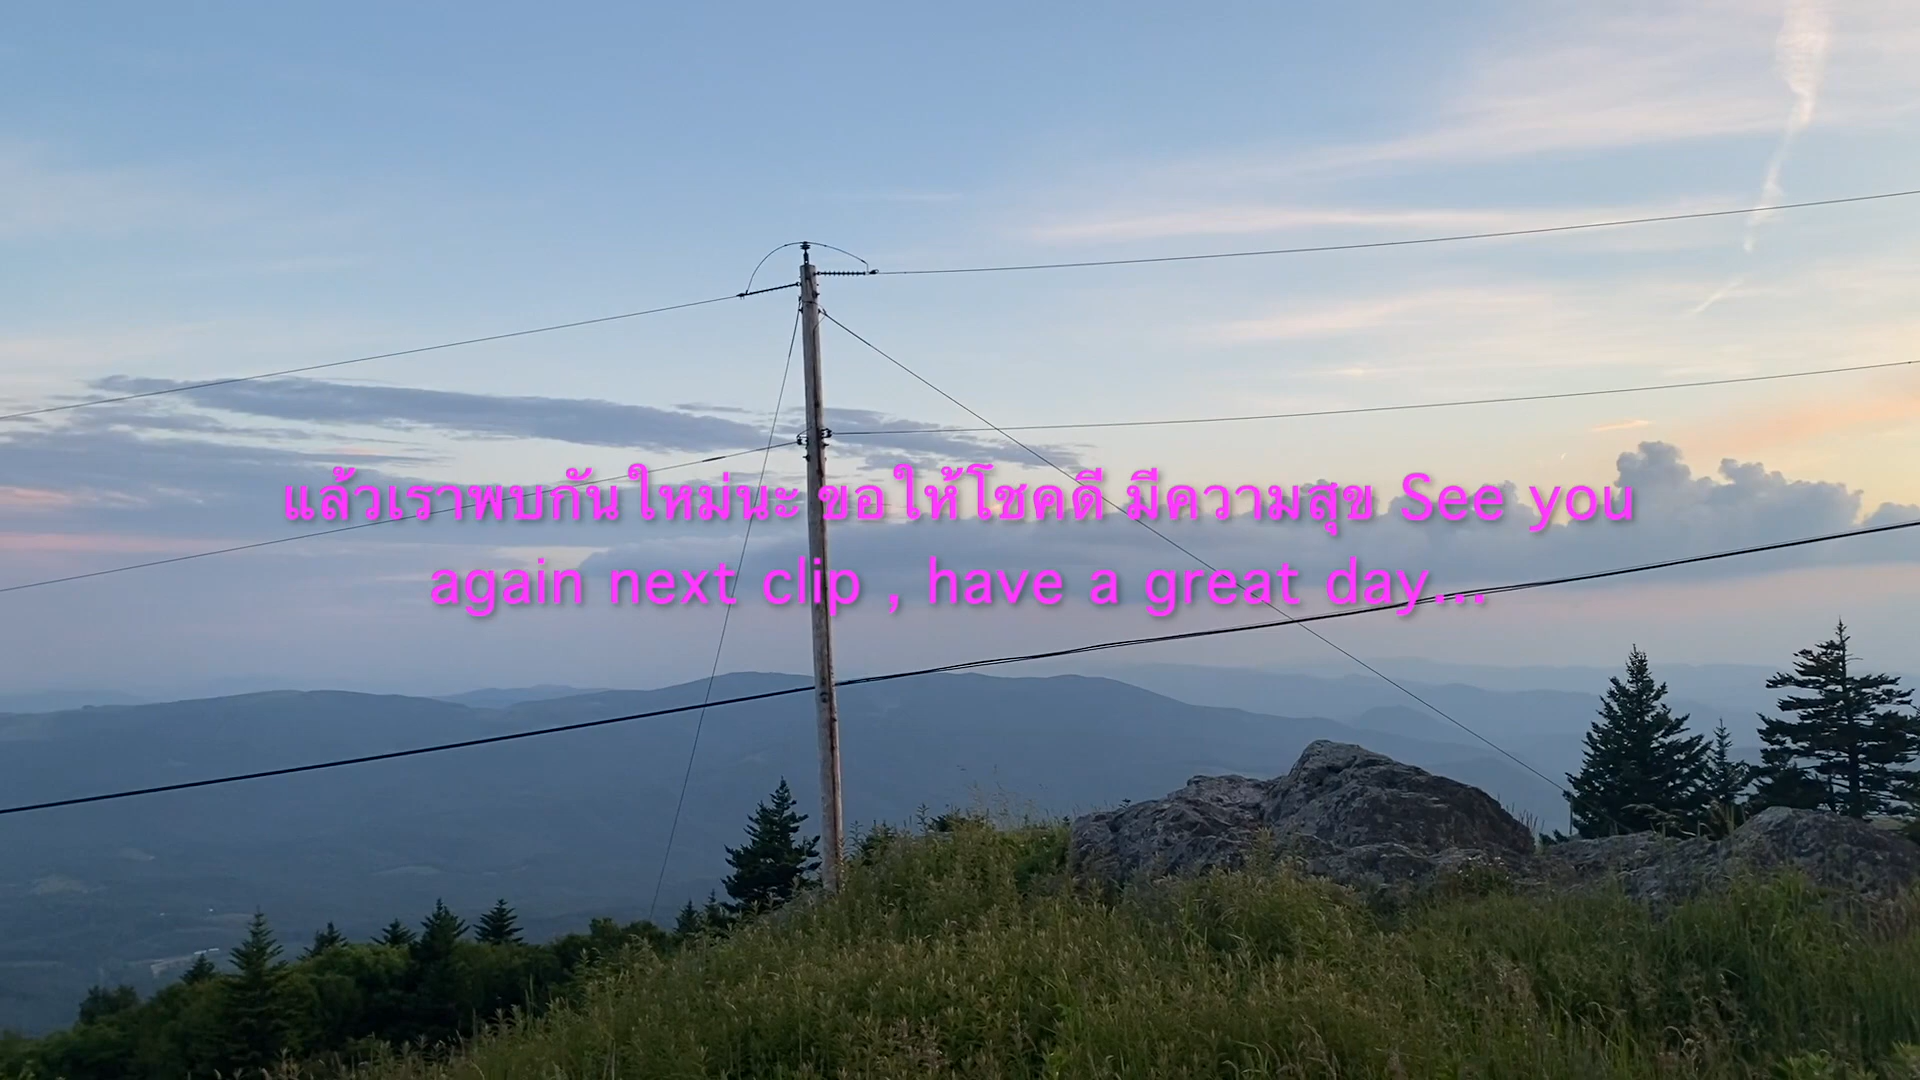 แล้วเราพบกันใหม่นะ ขอให้โชคดี มีความสุข See you
again next clip , have a great day...